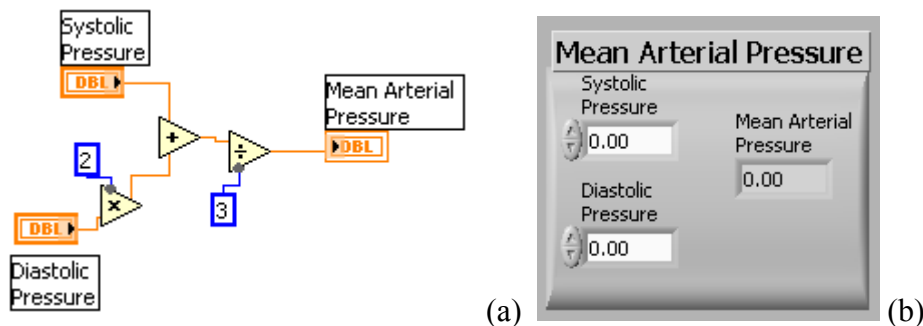 Systolic
Pressure
DBL
Mean Arterial
Pressure
DBL
+
÷
2
×
3
DBL
Diastolic
Pressure
(a)
Mean Arterial Pressure
Systolic
Pressure
0.00
Mean Arterial
Pressure
0.00
Diastolic
Pressure
0.00
(b)